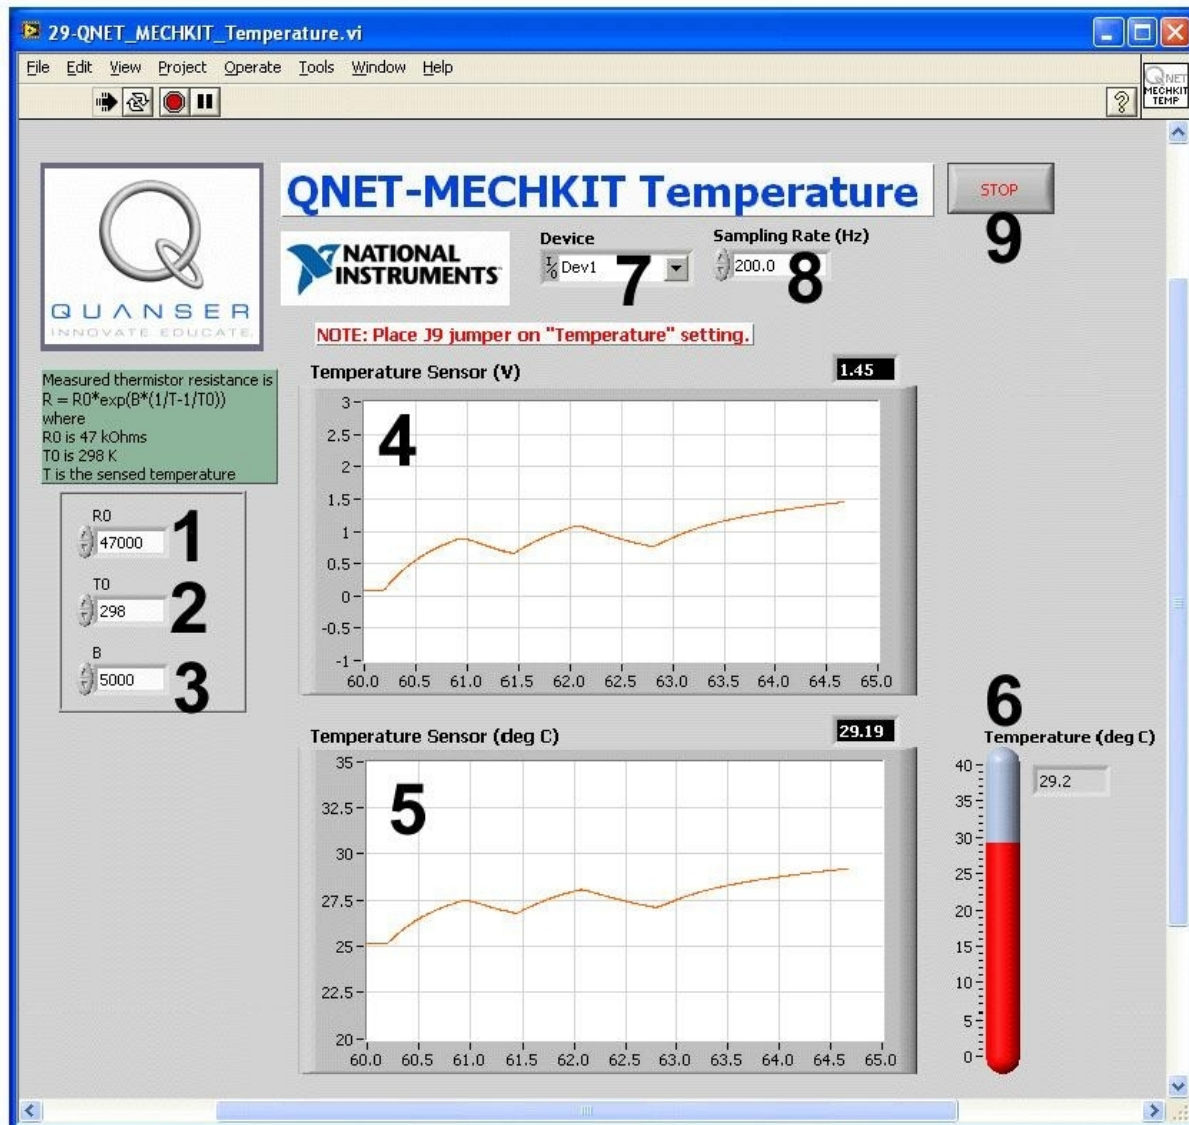 29-QNET_MECHKIT_Temperature.vi
File Edit View Project Operate Tools Window Help
QNET
MECHKIT
TEMP
QUANSER
INNOVATE EDUCATE.
QNET-MECHKIT Temperature
STOP
9
NATIONAL
INSTRUMENTS
Device
Dev1
7
Sampling Rate (Hz)
200.0
8
NOTE: Place J9 jumper on "Temperature" setting.
Measured thermistor resistance is
R = R0*exp(B*(1/T-1/T0))
where
R0 is 47 kOhms
T0 is 298 K
T is the sensed temperature
R0
47000
1
T0
298
2
B
5000
3
Temperature Sensor (V)
1.45
4
3
2.5
2
1.5
1
0.5
0
-0.5
-1
60.0 60.5 61.0 61.5 62.0 62.5 63.0 63.5 64.0 64.5 65.0
Temperature Sensor (deg C)
29.19
5
35
32.5
30
27.5
25
22.5
20
60.0 60.5 61.0 61.5 62.0 62.5 63.0 63.5 64.0 64.5 65.0
6
Temperature (deg C)
29.2
40
35
30
25
20
15
10
5
0